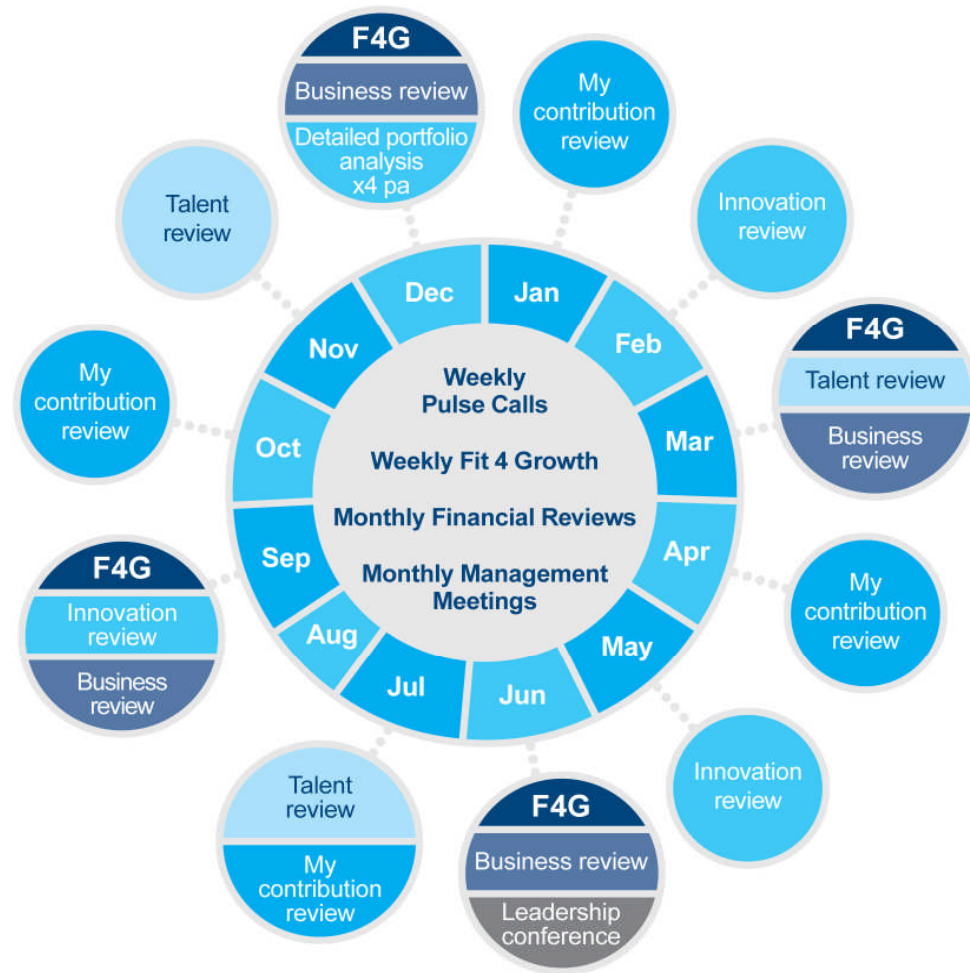 F4G
Business review
Detailed portfolio
analysis
x4 pa
My
contribution
review
Innovation
review
F4G
Talent review
Business
review
My
contribution
review
Innovation
review
F4G
Business review
Leadership
conference
Talent
review
My
contribution
review
F4G
Innovation
review
Business
review
My
contribution
review
Talent
review
Jan
Feb
Mar
Apr
May
Jun
Jul
Aug
Sep
Oct
Nov
Dec
Weekly
Pulse Calls
Weekly Fit 4 Growth
Monthly Financial Reviews
Monthly Management
Meetings